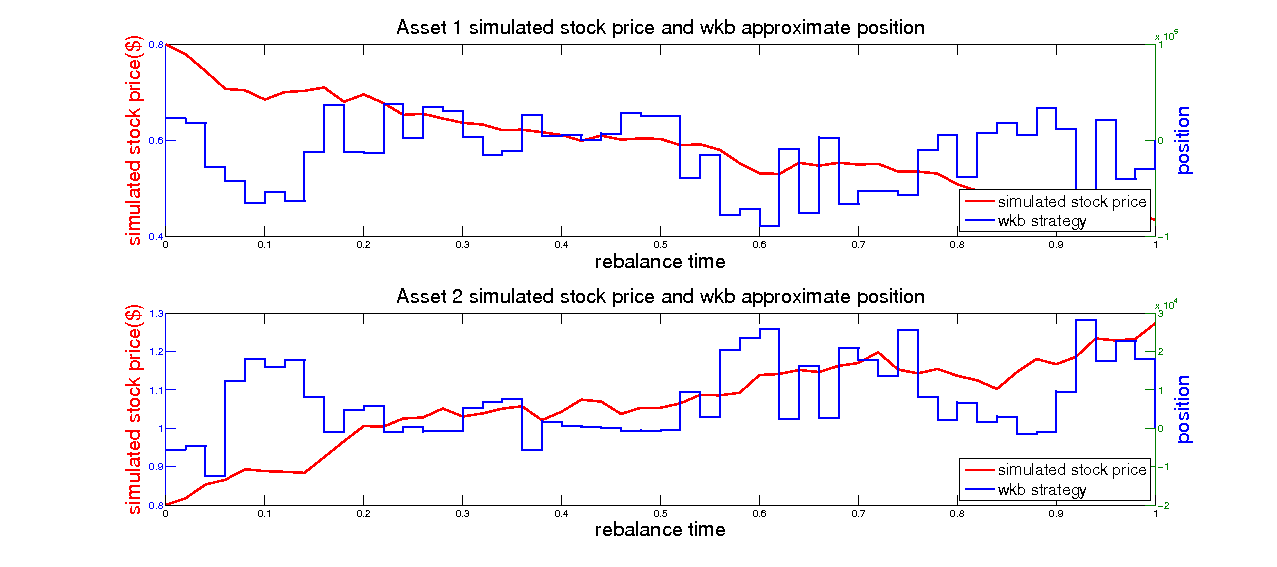 Asset 1 simulated stock price and wkb approximate position
x 10^5
simulated stock price($)
0.8
0.6
0.4
1
0
−1
position
0 0.1 0.2 0.3 0.4 0.5 0.6 0.7 0.8 0.9 1
rebalance time
simulated stock price
wkb strategy
Asset 2 simulated stock price and wkb approximate position
x 10^4
simulated stock price($)
1.3
1.2
1.1
1
0.9
0.8
3
2
1
0
−1
−2
position
0 0.1 0.2 0.3 0.4 0.5 0.6 0.7 0.8 0.9 1
rebalance time
simulated stock price
wkb strategy